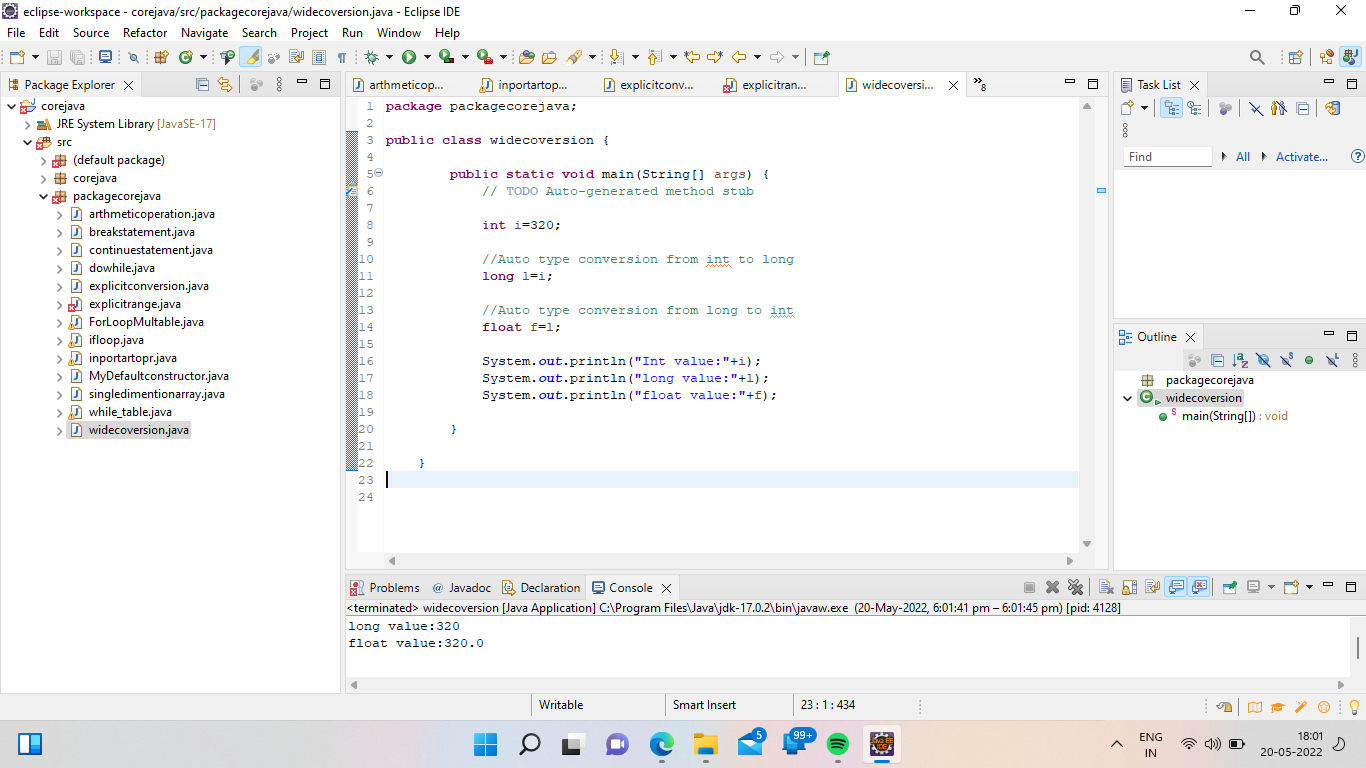 eclipse-workspace - corejava/src/packagecorejava/widecoversion.java - Eclipse IDE
File Edit Source Refactor Navigate Search Project Run Window Help
Package Explorer
arthmeticop...
inportartop...
explicitconv...
explicitran...
widecoversi...
»8
Task List
corejava
JRE System Library [JavaSE-17]
src
(default package)
corejava
packagecorejava
arthmeticoperation.java
breakstatement.java
continuestatement.java
dowhile.java
explicitconversion.java
explicitrange.java
ForLoopMultable.java
ifloop.java
inportartopr.java
MyDefaultconstructor.java
singledimentionarray.java
while_table.java
widecoversion.java
1 package packagecorejava;
2
3 public class widecoversion {
4
5 public static void main(String[] args) {
6 // TODO Auto-generated method stub
7
8 int i=320;
9
10 //Auto type conversion from int to long
11 long l=i;
12
13 //Auto type conversion from long to int
14 float f=l;
15
16 System.out.println("Int value:"+i);
17 System.out.println("long value:"+l);
18 System.out.println("float value:"+f);
19
20 }
21
22 }
23
24
Find All Activate...
Outline
packagecorejava
widecoversion
main(String[]) : void
Problems @ Javadoc Declaration Console
<terminated> widecoversion [Java Application] C:\Program Files\Java\jdk-17.0.2\bin\javaw.exe (20-May-2022, 6:01:41 pm – 6:01:45 pm) [pid: 4128]
long value:320
float value:320.0
Writable Smart Insert 23 : 1 : 434
5
99+
Java EE
IDE
ENG
IN
18:01
20-05-2022